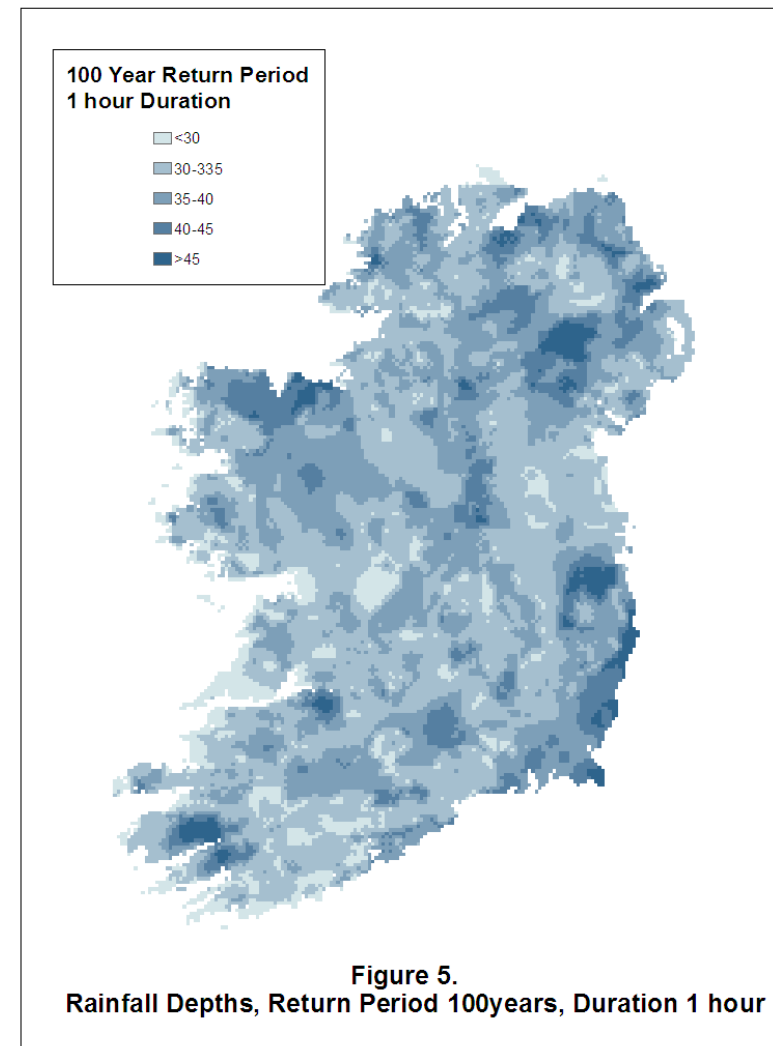 100 Year Return Period
1 hour Duration
<30
30-335
35-40
40-45
>45
Figure 5.
Rainfall Depths, Return Period 100years, Duration 1 hour